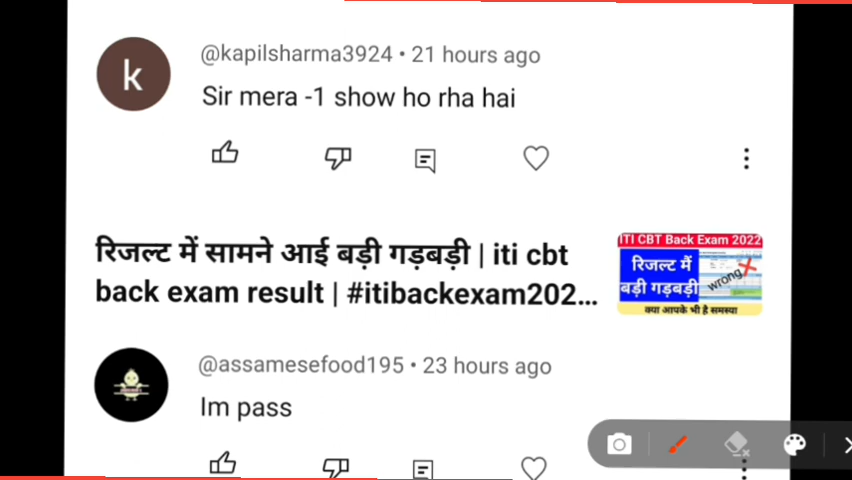 @kapilsharma3924 • 21 hours ago
k
Sir mera -1 show ho rha hai
रिजल्ट में सामने आई बड़ी गड़बड़ी | iti cbt
back exam result | #itibackexam202...
ITI CBT Back Exam 2022
रिजल्ट में
बड़ी गड़बड़ी
wrong
क्या आपके भी है समस्या
@assamesefood195 • 23 hours ago
Im pass